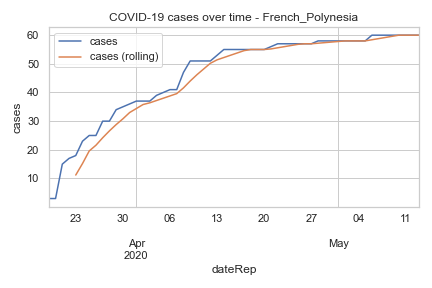 COVID-19 cases over time - French_Polynesia
cases
cases (rolling)
cases
60
50
40
30
20
10
23 30 06 13 20 27 04 11
Apr May
2020
dateRep